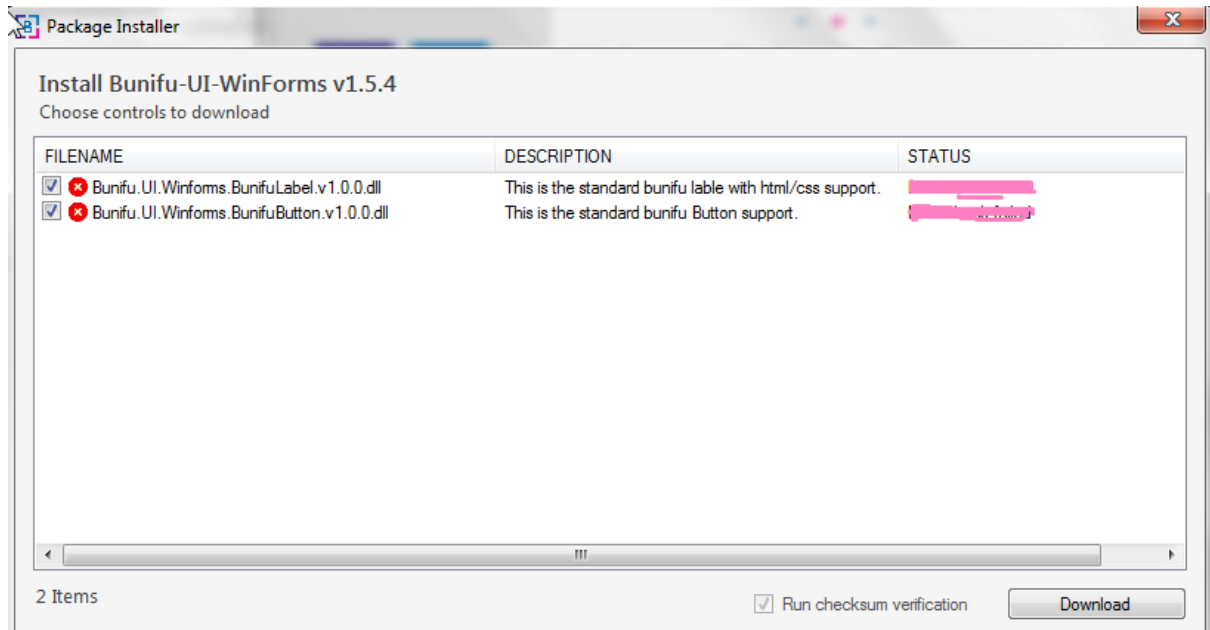 Package Installer
Install Bunifu-UI-WinForms v1.5.4
Choose controls to download
FILENAME DESCRIPTION STATUS
Bunifu.UI.Winforms.BunifuLabel.v1.0.0.dll This is the standard bunifu lable with html/css support.
Bunifu.UI.Winforms.BunifuButton.v1.0.0.dll This is the standard bunifu Button support.
2 Items Run checksum verification Download